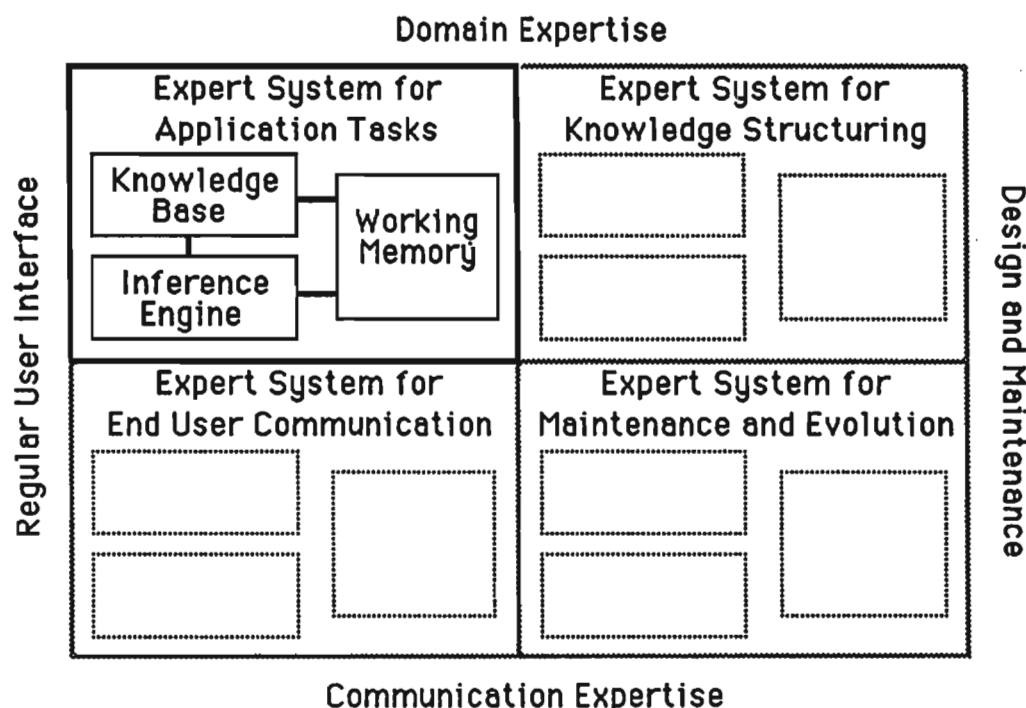 Domain Expertise
Expert System for
Application Tasks
Knowledge
Base
Working
Memory
Inference
Engine
Expert System for
Knowledge Structuring
Regular User Interface
Design and Maintenance
Expert System for
End User Communication
Expert System for
Maintenance and Evolution
Communication Expertise